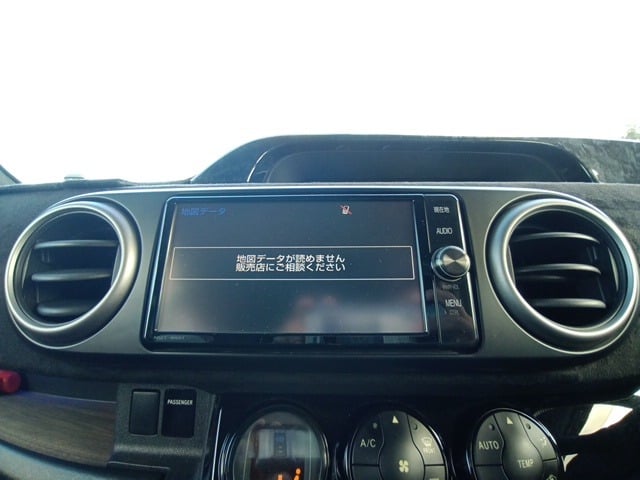 地図データ
地図データが読めません
販売店にご相談ください
現在地
AUDIO
MENU
PASSENGER
A/C
FRONT
AUTO
TEMP